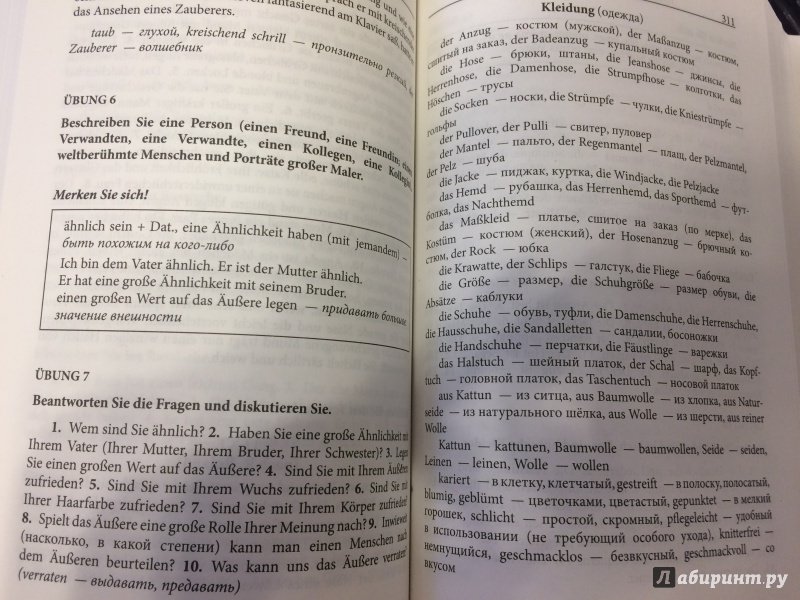 das Ansehen eines Zauberers.
taub — глухой, kreischend schrill — пронзительно
Zauberer — волшебник
ÜBUNG 6
Beschreiben Sie eine Person (einen Freund, eine Freundin, einen
Verwandten, eine Verwandte, einen Kollegen, eine Kollegin),
weltberühmte Menschen und Porträte großer Maler.
Merken Sie sich!
ähnlich sein + Dat., eine Ähnlichkeit haben (mit jemandem) –
быть похожим на кого-либо
Ich bin dem Vater ähnlich. Er ist der Mutter ähnlich.
Er hat eine große Ähnlichkeit mit seinem Bruder.
einen großen Wert auf das Äußere legen — придавать большое
значение внешности
ÜBUNG 7
Beantworten Sie die Fragen und diskutieren Sie.
1. Wem sind Sie ähnlich? 2. Haben Sie eine große Ähnlichkeit mit
Ihrem Vater (Ihrer Mutter, Ihrem Bruder, Ihrer Schwester)? 3. Legen
Sie einen großen Wert auf das Äußere? 4. Sind Sie mit Ihrem Äußeren
zufrieden? 5. Sind Sie mit Ihrem Wuchs zufrieden? 6. Sind Sie mit
Ihrer Haarfarbe zufrieden? 7. Sind Sie mit Ihrem Körper zufrieden?
8. Spielt das Äußere eine große Rolle Ihrer Meinung nach? 9. Inwieweit
(насколько, в какой степени) kann man einen Menschen nach
dem Äußeren beurteilen? 10. Was kann uns das Äußere verraten?
(verraten — выдавать, предавать)
311
Kleidung (одежда)
der Anzug — костюм (мужской), der Maßanzug — костюм,
сшитый на заказ, der Badeanzug — купальный костюм
die Hose — брюки, штаны, die Jeanshose — джинсы, die
Herrenhose, die Damenhose, die Strumpfhose — колготки, das
Höschen — трусы
die Socken — носки, die Strümpfe — чулки, die Kniestrümpfe —
гольфы
der Pullover, der Pulli — свитер, пуловер
der Mantel — пальто, der Regenmantel — плащ, der Pelzmantel,
der Pelz — шуба
die Jacke — пиджак, куртка, die Windjacke, die Pelzjacke
das Hemd — рубашка, das Herrenhemd, das Sporthemd — фут-
болка, das Nachthemd
das Maßkleid — платье, сшитое на заказ (по мерке), das
Kostüm — костюм (женский), der Hosenanzug — брючный ко-
стюм, der Rock — юбка
die Krawatte, der Schlips — галстук, die Fliege — бабочка
die Größe — размер, die Schuhgröße — размер обуви, die
Absätze — каблуки
die Schuhe — обувь, туфли, die Damenschuhe, die Herrenschuhe,
die Hausschuhe, die Sandalletten — сандалии, босоножки
die Handschuhe — перчатки, die Fäustlinge — варежки
das Halstuch — шейный платок, der Schal — шарф, das Kopf-
tuch — головной платок, das Taschentuch — носовой платок
aus Kattun — из ситца, aus Baumwolle — из хлопка, aus Natur-
seide — из натурального шёлка, aus Wolle — из шерсти, aus reiner
Wolle
Kattun — kattunen, Baumwolle — baumwollen, Seide — seiden,
Leinen — leinen, Wolle — wollen
kariert — в клетку, клетчатый, gestreift — в полоску, полосатый,
blumig, geblümt — цветочками, цветастый, gepunktet — в мелкий
горошек, schlicht — простой, скромный, pflegeleicht — удобный
в использовании (не требующий особого ухода), knitterfrei —
немнущийся, geschmacklos — безвкусный, geschmackvoll — со
вкусом
Лабиринт.ру